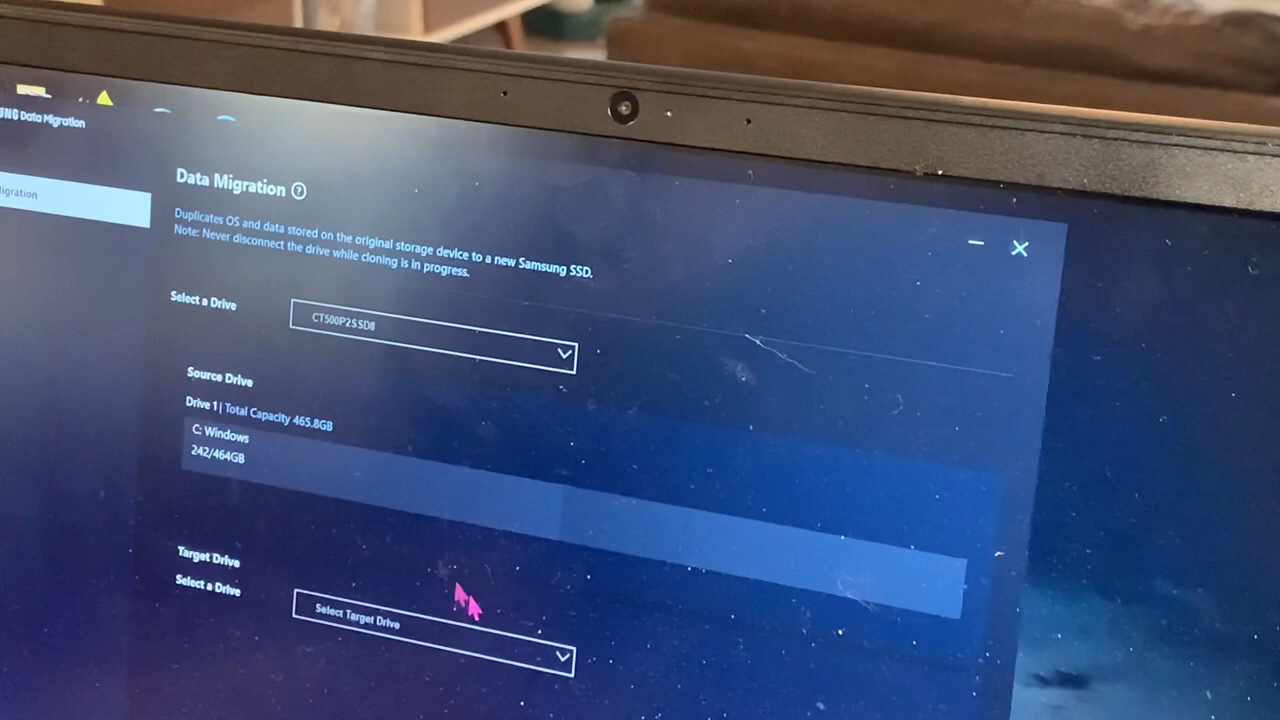 Data Migration
igration
Data Migration ?
Duplicates OS and data stored on the original storage device to a new Samsung SSD.
Note: Never disconnect the drive while cloning is in progress.
Select a Drive
CT500P2SSD8
Source Drive
Drive 1 | Total Capacity 465.8GB
C: Windows
242/464GB
Target Drive
Select a Drive
Select Target Drive